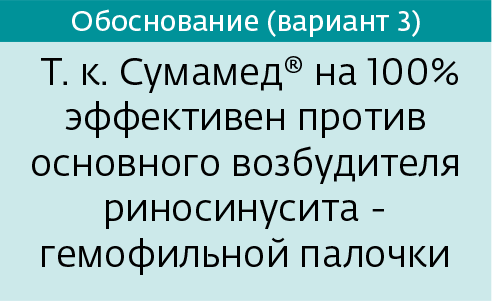 Обоснование (вариант 3)
Т. к. Сумамед® на 100%
эффективен против
основного возбудителя
риносинусита -
гемофильной палочки